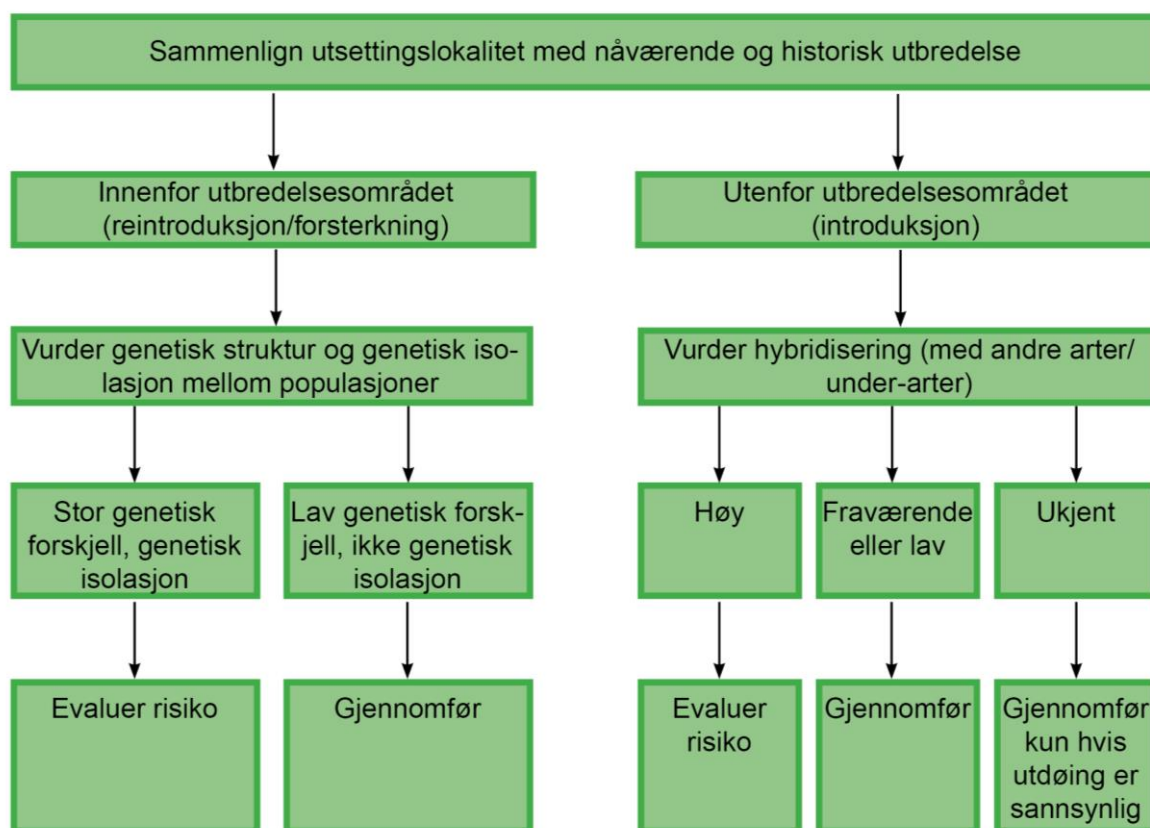 Sammenlign utsettingslokalitet med nåværende og historisk utbredelse
Innenfor utbredelsesområdet
(reintroduksjon/forsterkning)
Utenfor utbredelsesområdet
(introduksjon)
Vurder genetisk struktur og genetisk iso-
lasjon mellom populasjoner
Vurder hybridisering (med andre arter/
under-arter)
Stor genetisk
forskjell, genetisk
isolasjon
Lav genetisk forsk-
jell, ikke genetisk
isolasjon
Høy
Fraværende
eller lav
Ukjent
Evaluer risiko
Gjennomfør
Evaluer
risiko
Gjennomfør
Gjennomfør
kun hvis
utdøing er
sannsynlig